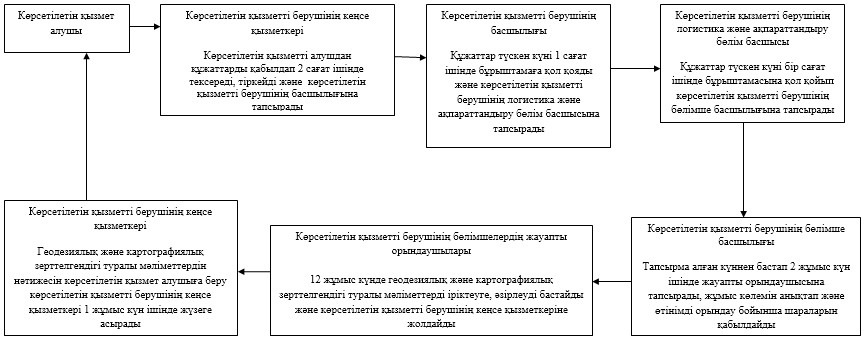 Көрсетілетін қызмет
алушы
Көрсетілетін қызметті берушінің кеңсе
қызметкері
Көрсетілетін қызметті алушдан
құжаттарды қабылдап 2 сағат ішінде
тексереді, тіркейді және көрсетілетін
қызметті берушінің басшылығына
тапсырады
Көрсетілетін қызметті берушінің
басшылығы
Құжаттар түскен күні 1 сағат
ішінде бұрыштамаға қол қояды
және көрсетілетін қызметті
берушінің логистика және
ақпараттандыру бөлім басшысына
тапсырады
Көрсетілетін қызметті берушінің
логистика және ақпараттандыру
бөлім басшысы
Құжаттар түскен күні бір сағат
ішінде бұрыштамасына қол қойып
көрсетілетін қызметті берушінің
бөлімше басшылығына тапсырады
Көрсетілетін қызметті берушінің бөлімше
басшылығы
Тапсырма алған күннен бастап 2 жұмыс күн
ішінде жауапты орындаушысына
тапсырады, жұмыс көлемін анықтап және
өтінімді орындау бойынша шараларын
қабылдайды
Көрсетілетін қызметті берушінің бөлімшелердің жауапты
орындаушылары
12 жұмыс күнде геодезиялық және картографиялық
зерттелгендігі туралы мәліметтерді іріктеуге, әзірлеуді бастайды
және көрсетілетін қызметті берушінің кеңсе қызметкеріне
жолдайды
Көрсетілетін қызметті берушінің кеңсе
қызметкері
Геодезиялық және картографиялық
зерттелгендігі туралы мәліметтердін
нәтижесін көрсетілетін қызмет алушыға беру
көрсетілетін қызметті берушінің кеңсе
қызметкері 1 жұмыс күн ішінде жүзеге
асырады